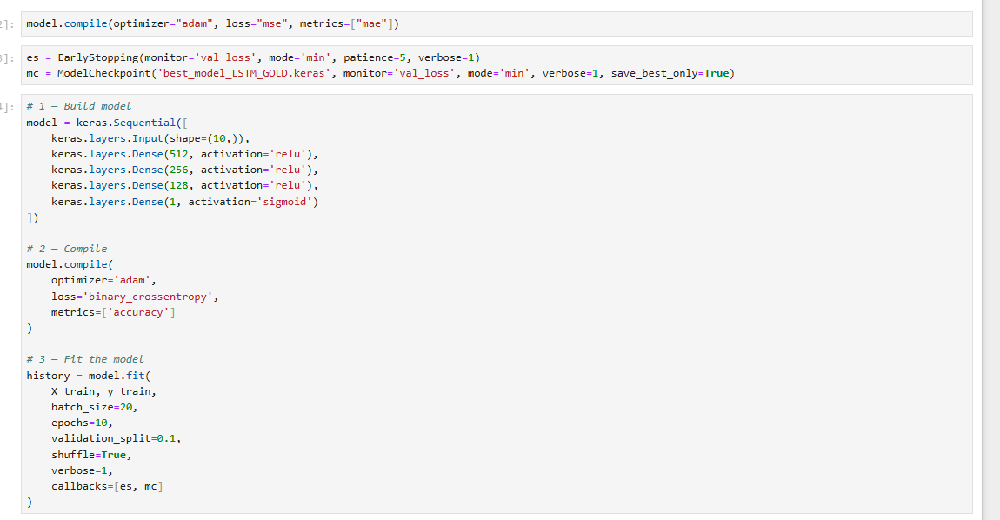 2]: model.compile(optimizer="adam", loss="mse", metrics=["mae"])
3]: es = EarlyStopping(monitor='val_loss', mode='min', patience=5, verbose=1)
mc = ModelCheckpoint('best_model_LSTM_GOLD.keras', monitor='val_loss', mode='min', verbose=1, save_best_only=True)
4]: # 1 — Build model
model = keras.Sequential([
    keras.layers.Input(shape=(10,)),
    keras.layers.Dense(512, activation='relu'),
    keras.layers.Dense(256, activation='relu'),
    keras.layers.Dense(128, activation='relu'),
    keras.layers.Dense(1, activation='sigmoid')
])
# 2 — Compile
model.compile(
    optimizer='adam',
    loss='binary_crossentropy',
    metrics=['accuracy']
)
# 3 — Fit the model
history = model.fit(
    X_train, y_train,
    batch_size=20,
    epochs=10,
    validation_split=0.1,
    shuffle=True,
    verbose=1,
    callbacks=[es, mc]
)